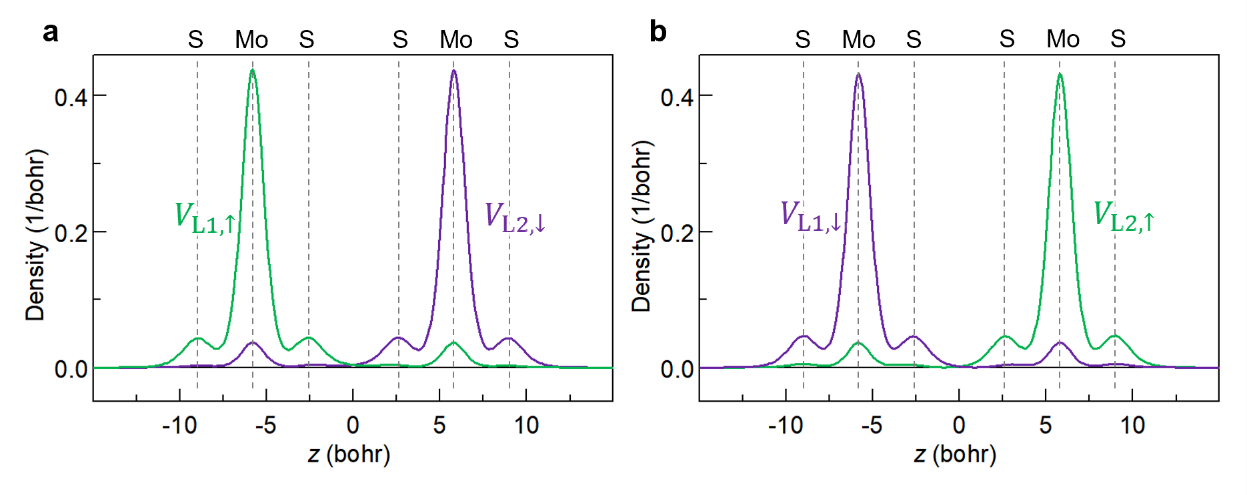 a
S Mo S S Mo S
0.4
0.2
0.0
Density (1/bohr)
V_L1,↑
V_L2,↓
-10 -5 0 5 10
z (bohr)
b
S Mo S S Mo S
0.4
0.2
0.0
Density (1/bohr)
V_L1,↓
V_L2,↑
-10 -5 0 5 10
z (bohr)